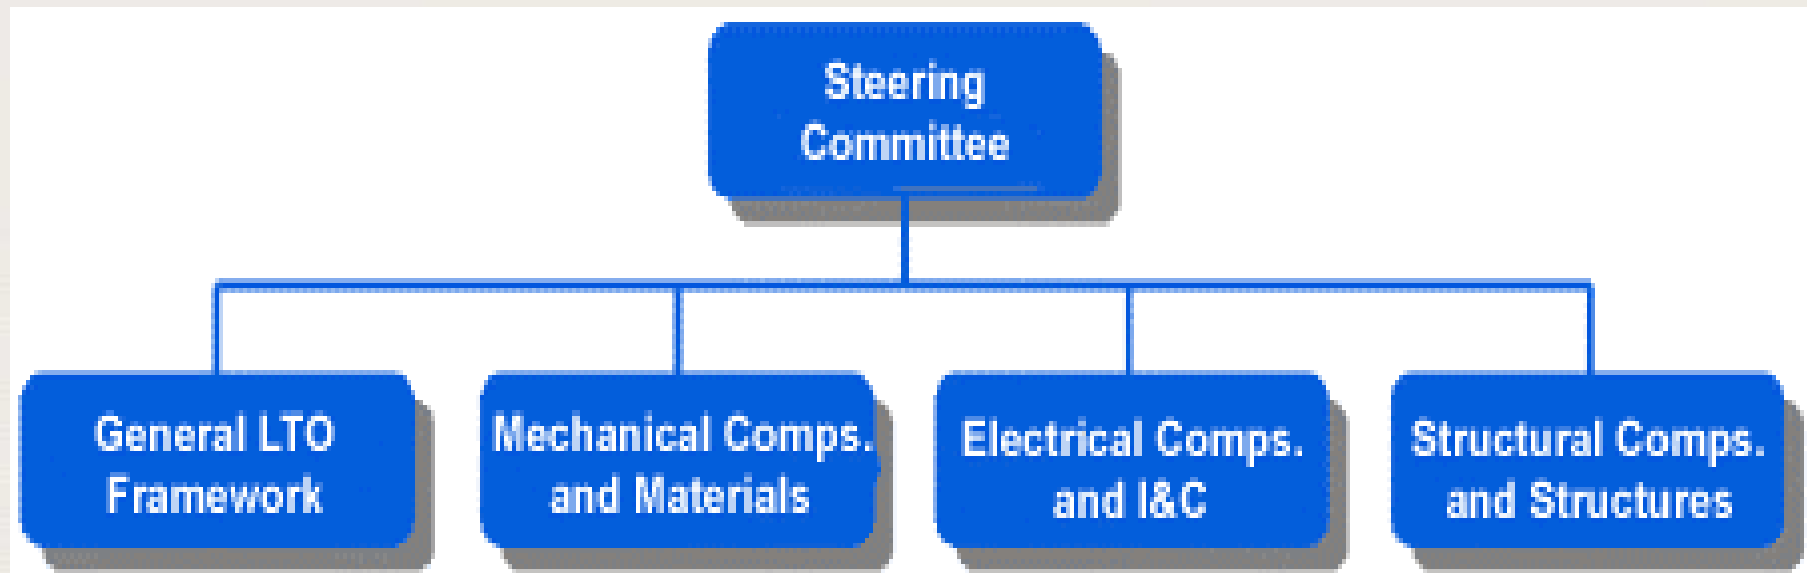 Steering
Committee
General LTO
Framework
Mechanical Comps.
and Materials
Electrical Comps.
and I&C
Structural Comps.
and Structures